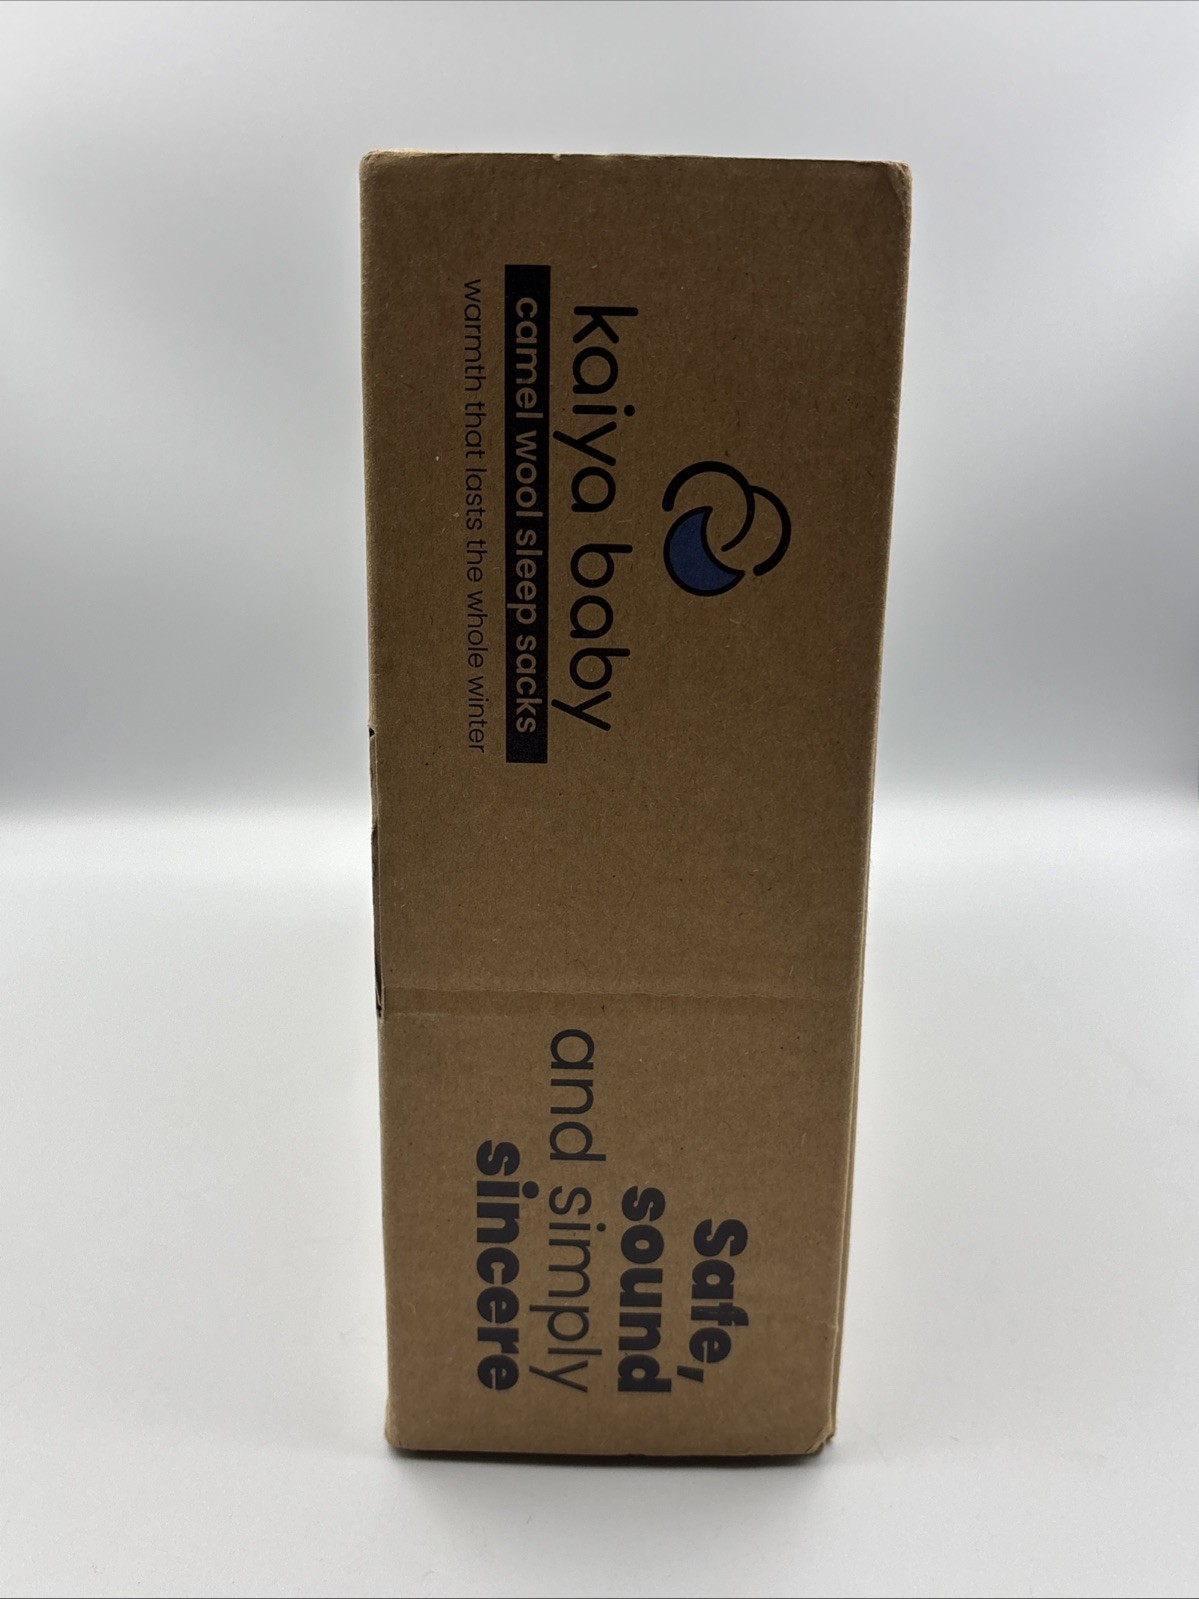 kaiya baby
camel wool sleep sacks
warmth that lasts the whole winter
Safe,
sound
and simply
sincere